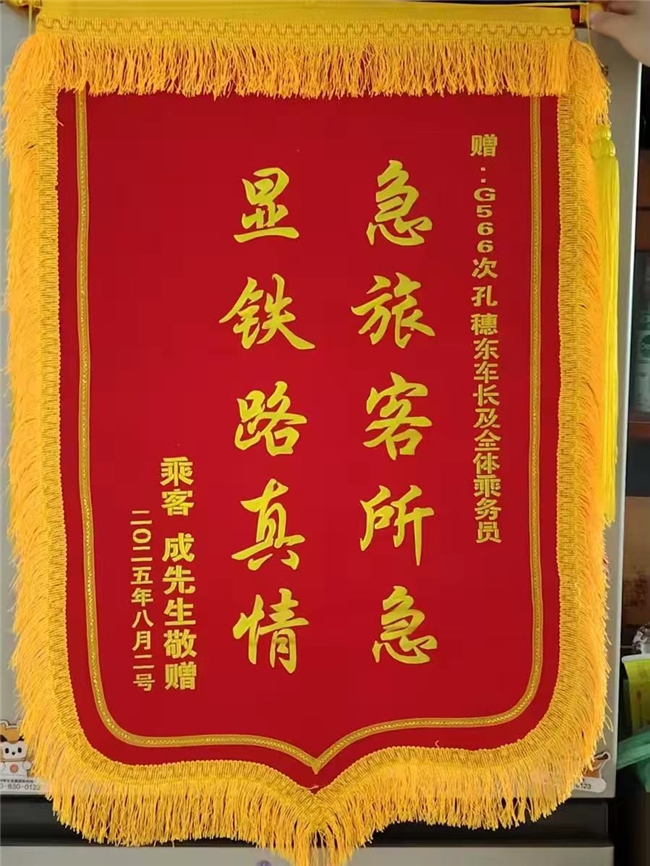 赠：G566次 孔穗东车长及全体乘务员
急旅客所急
显铁路真情
乘客 成先生敬赠
二〇二五年八月二号